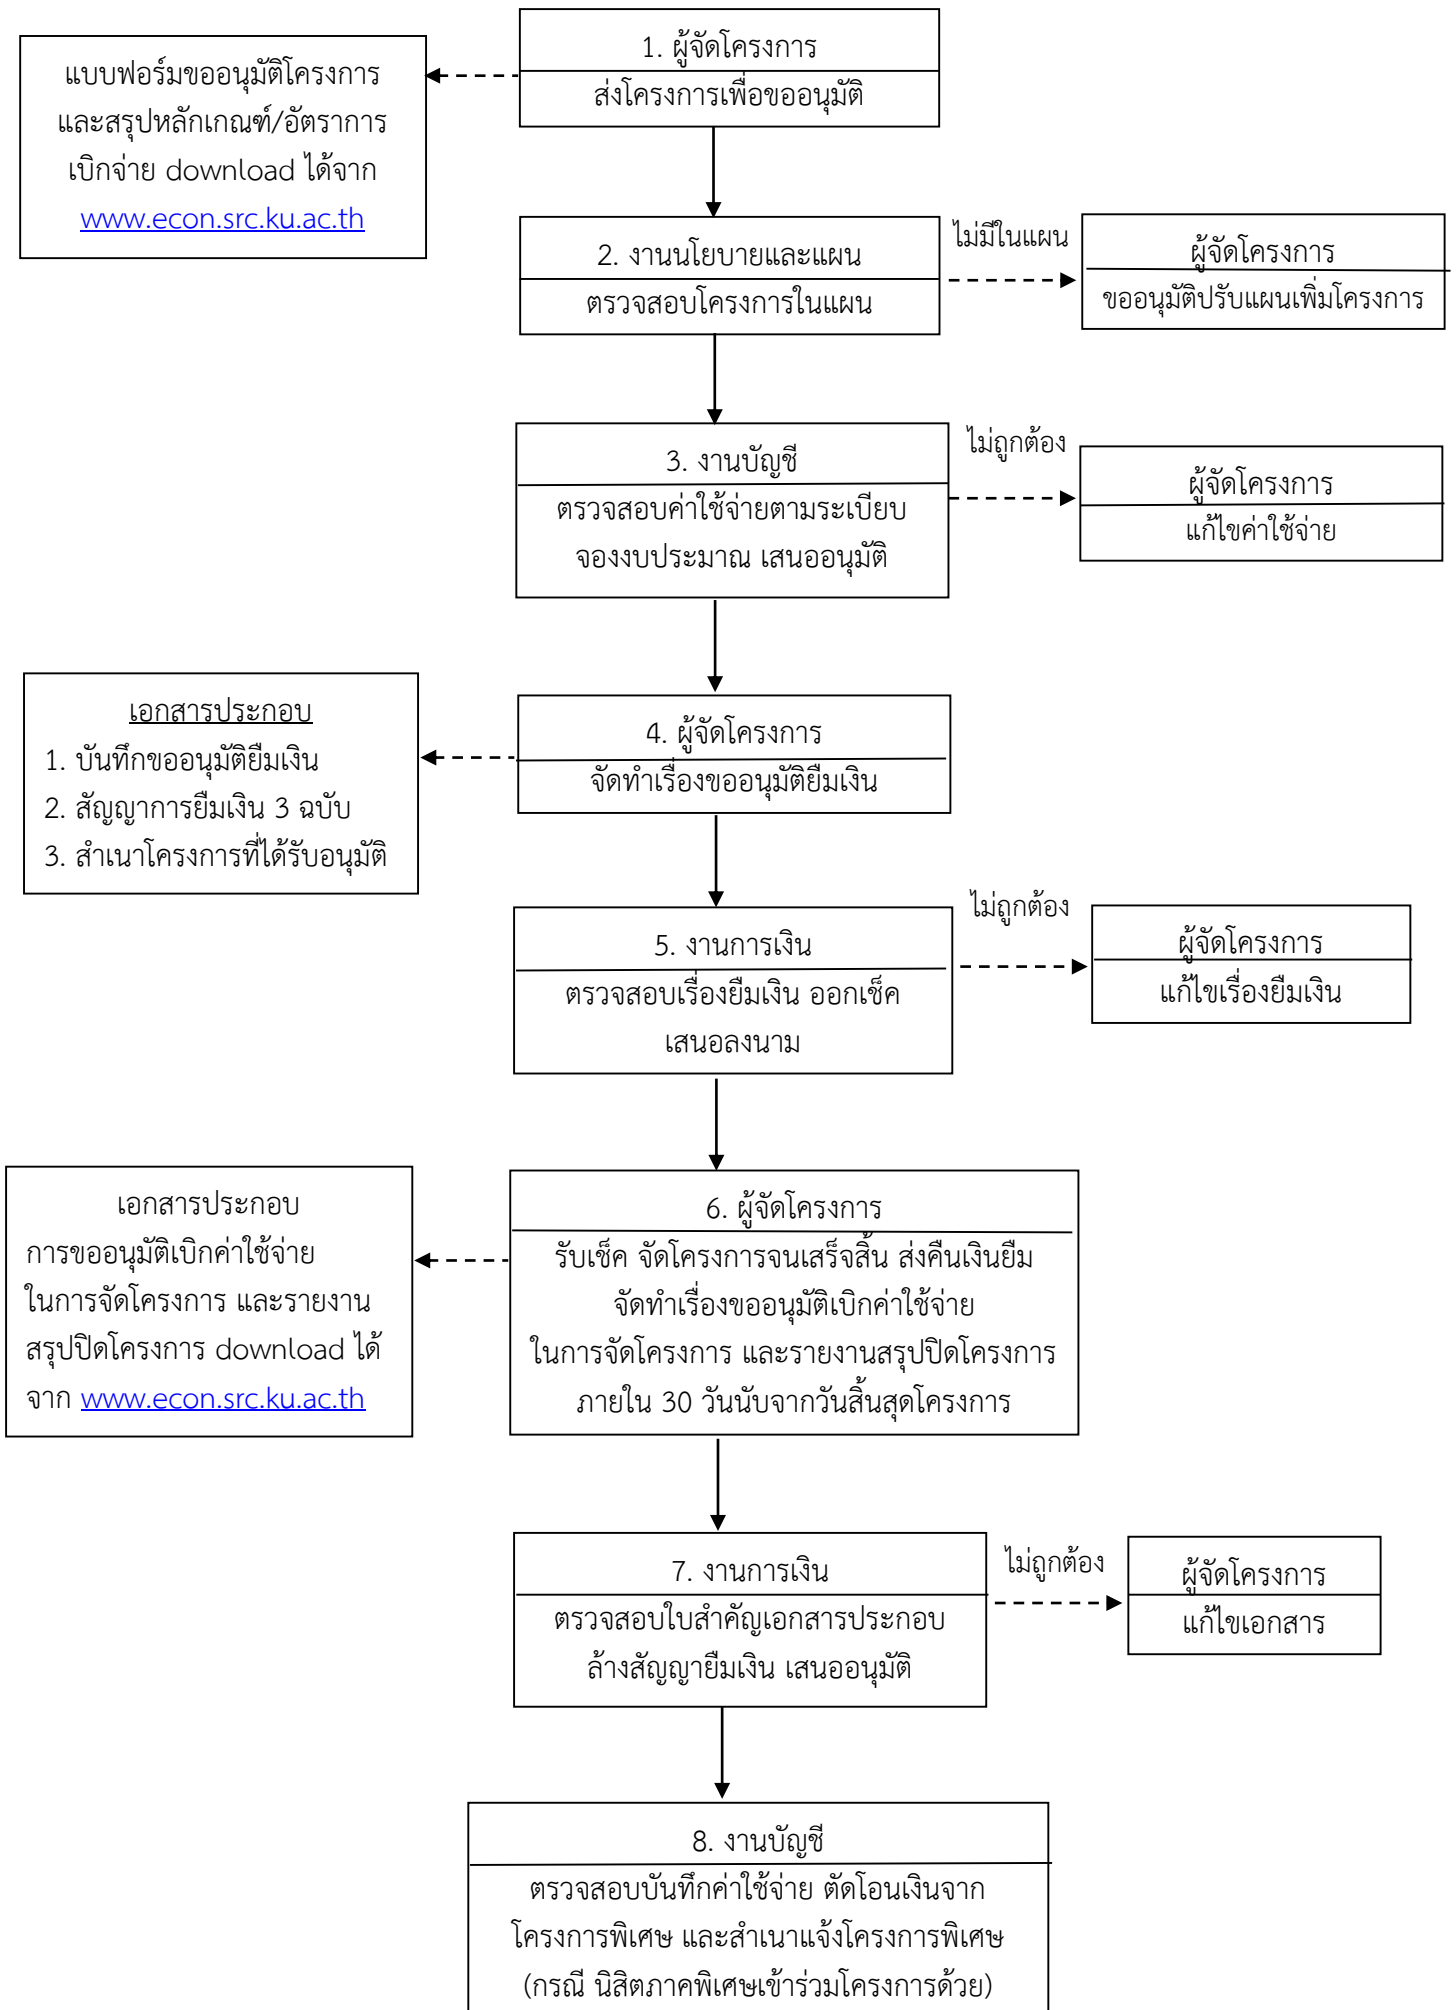 1. ผู้จัดโครงการ
ส่งโครงการเพื่อขออนุมัติ
แบบฟอร์มขออนุมัติโครงการ
และสรุปหลักเกณฑ์/อัตราการ
เบิกจ่าย download ได้จาก
www.econ.src.ku.ac.th
2. งานนโยบายและแผน
ตรวจสอบโครงการในแผน
ไม่มีในแผน
ผู้จัดโครงการ
ขออนุมัติปรับแผนเพิ่มโครงการ
3. งานบัญชี
ตรวจสอบค่าใช้จ่ายตามระเบียบ
จองงบประมาณ เสนออนุมัติ
ไม่ถูกต้อง
ผู้จัดโครงการ
แก้ไขค่าใช้จ่าย
4. ผู้จัดโครงการ
จัดทำเรื่องขออนุมัติยืมเงิน
เอกสารประกอบ
1. บันทึกขออนุมัติยืมเงิน
2. สัญญาการยืมเงิน 3 ฉบับ
3. สำเนาโครงการที่ได้รับอนุมัติ
5. งานการเงิน
ตรวจสอบเรื่องยืมเงิน ออกเช็ค
เสนอลงนาม
ไม่ถูกต้อง
ผู้จัดโครงการ
แก้ไขเรื่องยืมเงิน
6. ผู้จัดโครงการ
รับเช็ค จัดโครงการจนเสร็จสิ้น ส่งคืนเงินยืม
จัดทำเรื่องขออนุมัติเบิกค่าใช้จ่าย
ในการจัดโครงการ และรายงานสรุปปิดโครงการ
ภายใน 30 วันนับจากวันสิ้นสุดโครงการ
เอกสารประกอบ
การขออนุมัติเบิกค่าใช้จ่าย
ในการจัดโครงการ และรายงาน
สรุปปิดโครงการ download ได้
จาก www.econ.src.ku.ac.th
7. งานการเงิน
ตรวจสอบใบสำคัญเอกสารประกอบ
ล้างสัญญายืมเงิน เสนออนุมัติ
ไม่ถูกต้อง
ผู้จัดโครงการ
แก้ไขเอกสาร
8. งานบัญชี
ตรวจสอบบันทึกค่าใช้จ่าย ตัดโอนเงินจาก
โครงการพิเศษ และสำเนาแจ้งโครงการพิเศษ
(กรณี นิสิตภาคพิเศษเข้าร่วมโครงการด้วย)